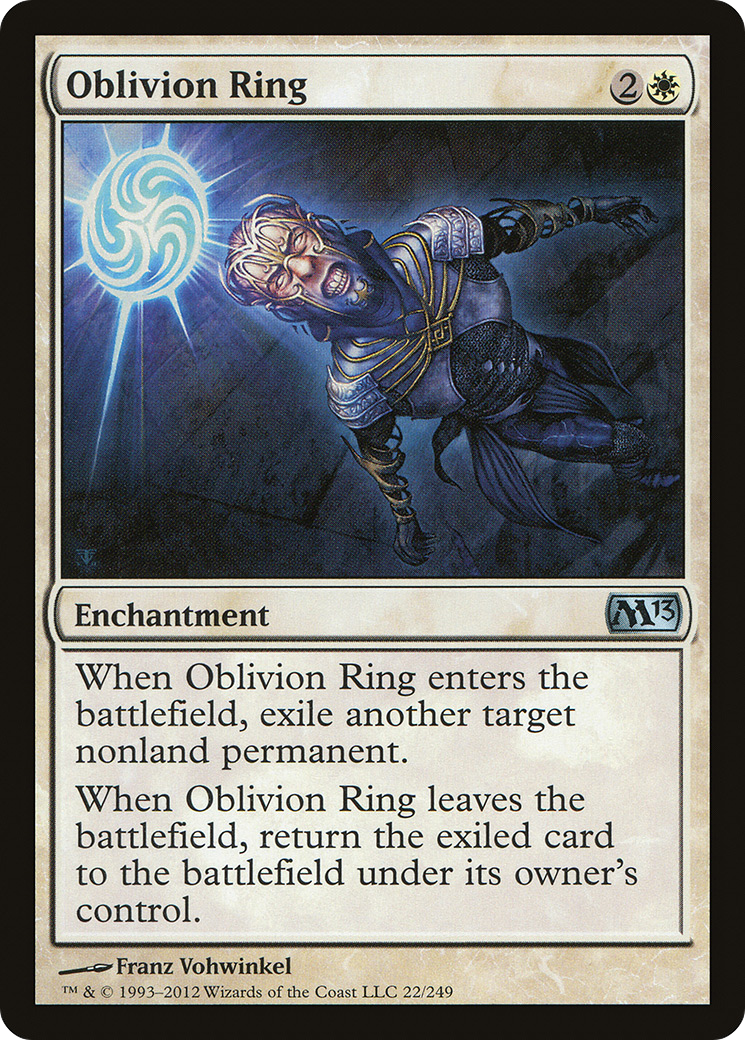 Oblivion Ring 2
Enchantment M13
When Oblivion Ring enters the
battlefield, exile another target
nonland permanent.
When Oblivion Ring leaves the
battlefield, return the exiled card
to the battlefield under its owner's
control.
Franz Vohwinkel
™ & © 1993–2012 Wizards of the Coast LLC 22/249